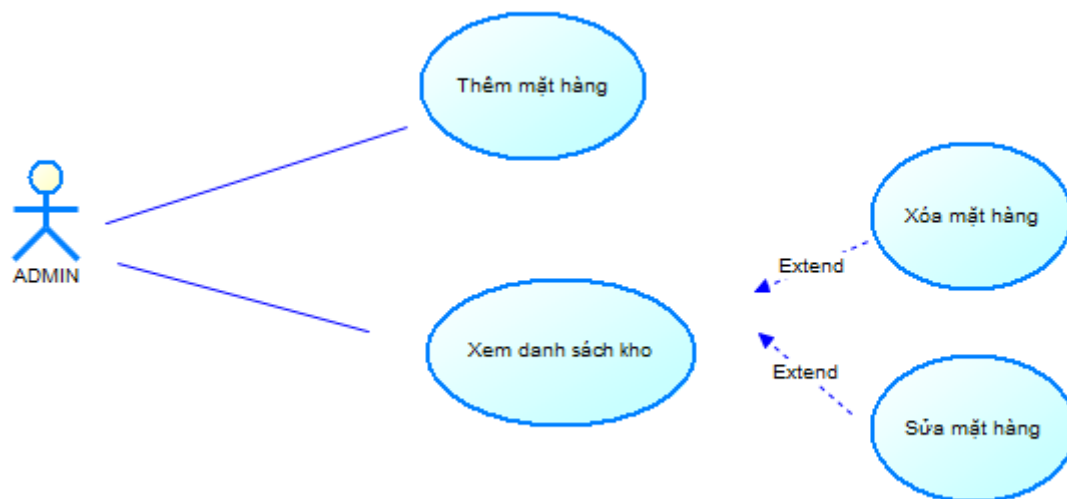 Thêm mặt hàng
ADMIN
Xem danh sách kho
Extend
Xóa mặt hàng
Extend
Sửa mặt hàng